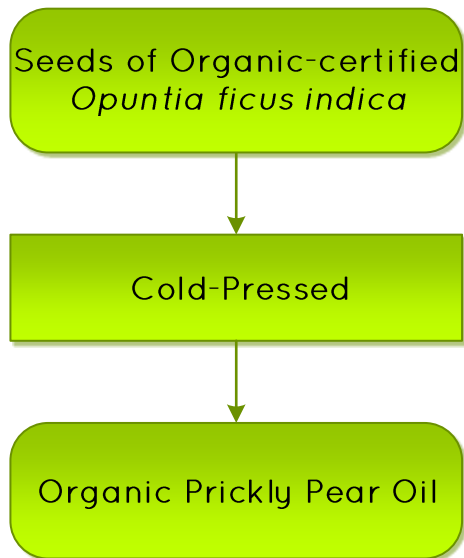 Seeds of Organic-certified
Opuntia ficus indica
Cold-Pressed
Organic Prickly Pear Oil